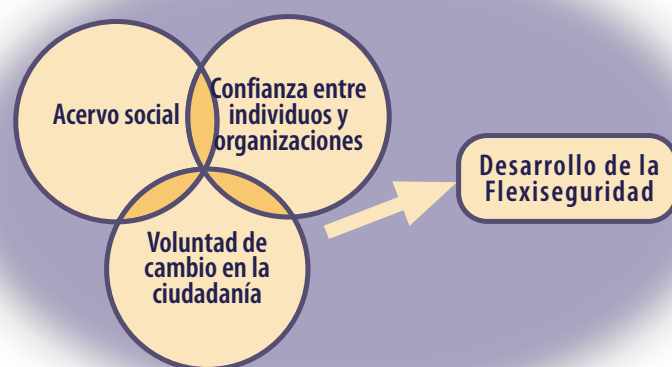 Acervo social
Confianza entre
individuos y
organizaciones
Voluntad de
cambio en la
ciudadanía
Desarrollo de la
Flexiseguridad